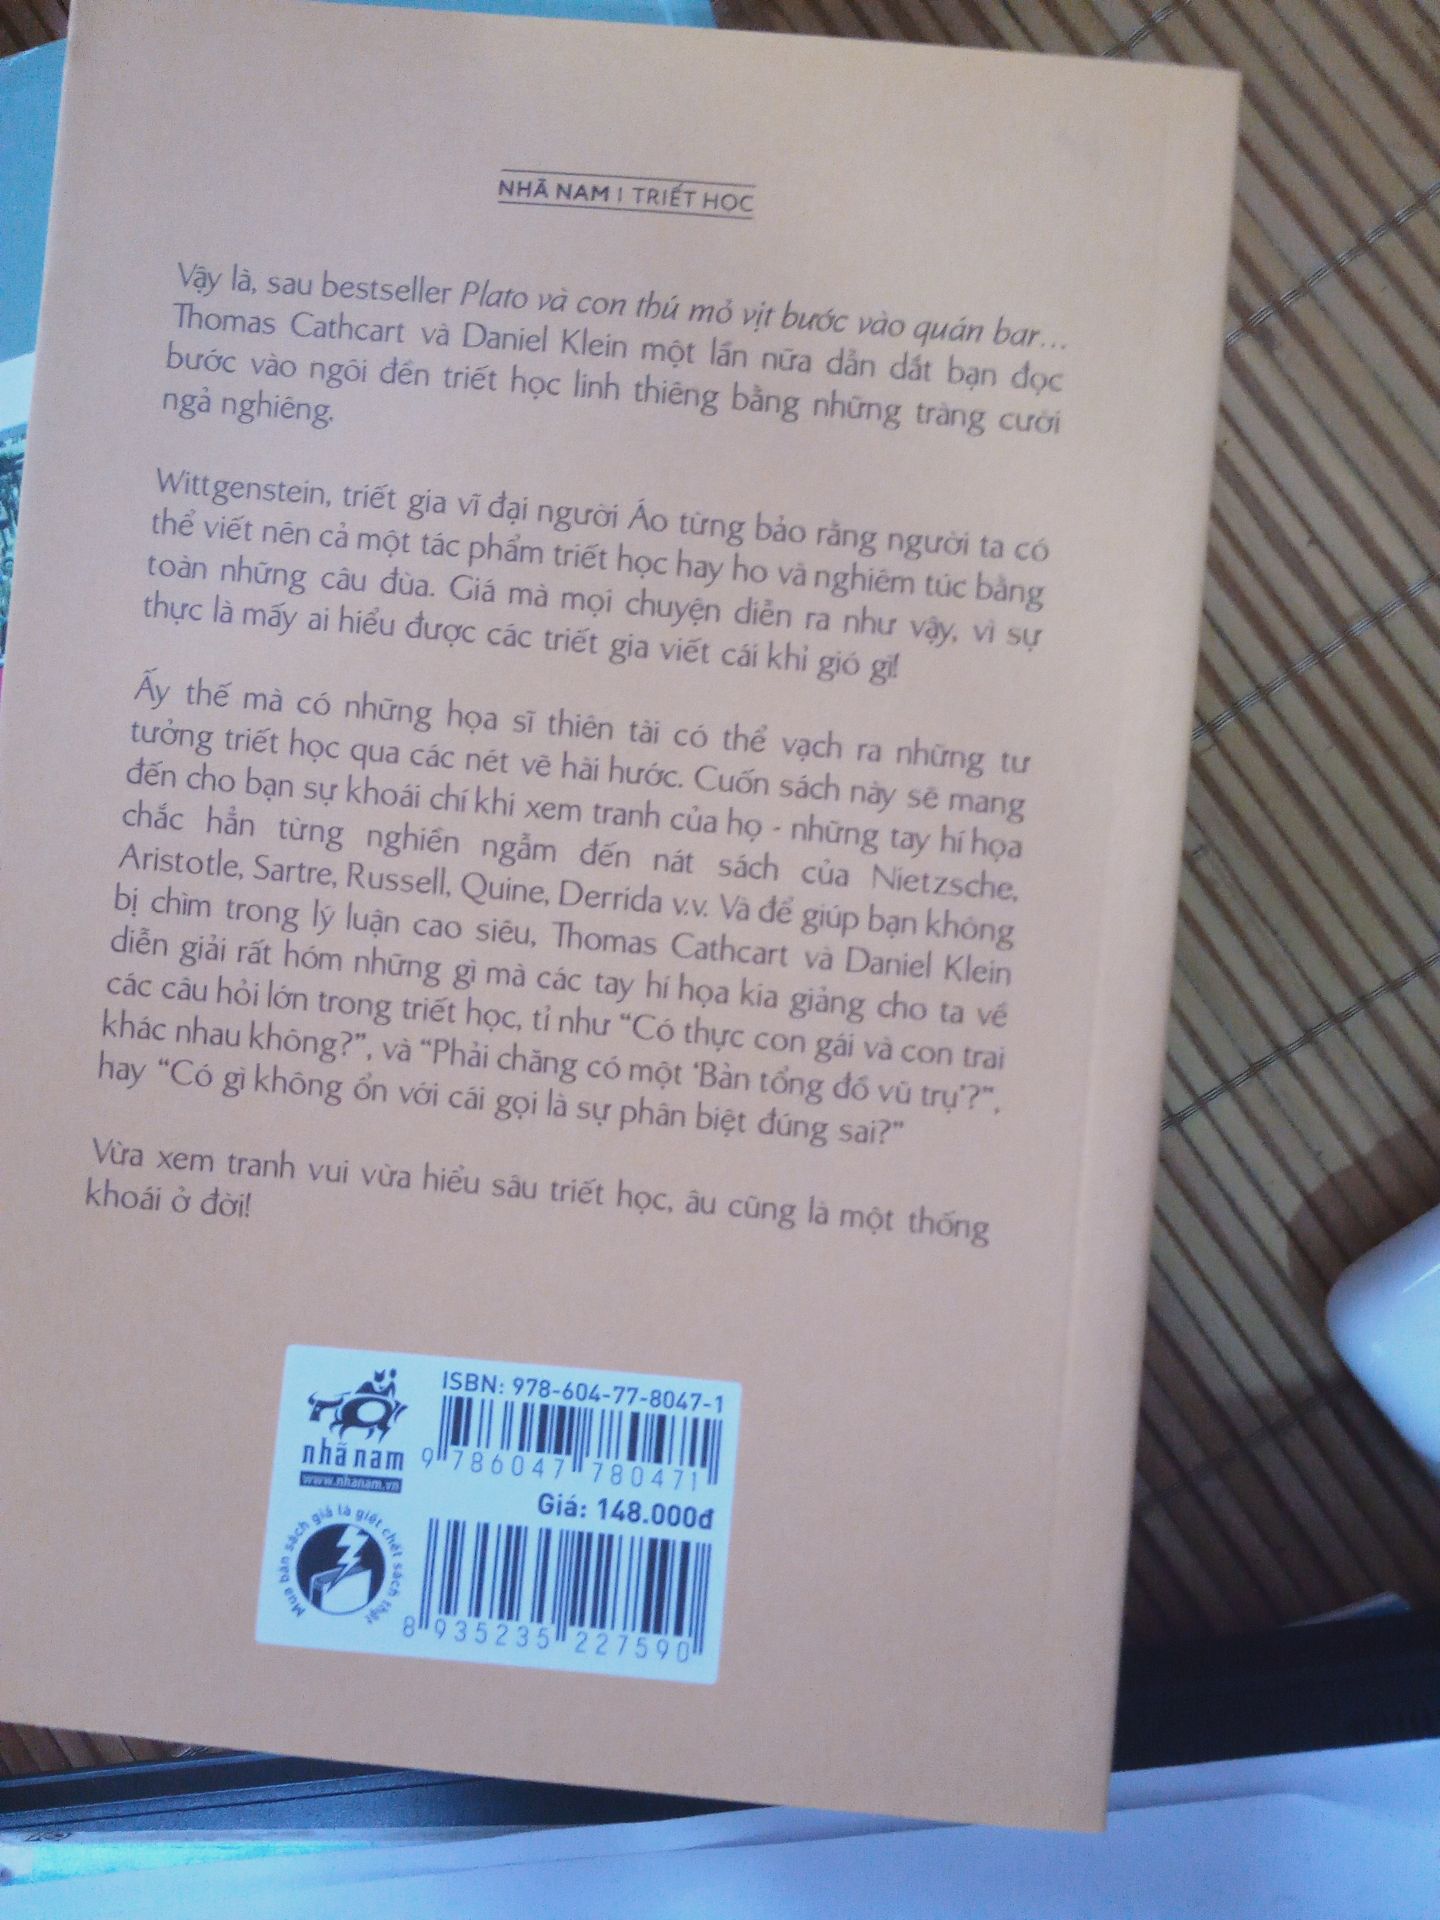 NHÃ NAM | TRIẾT HỌC
Vậy là, sau bestseller Plato và con thú mỏ vịt bước vào quán bar...
Thomas Cathcart và Daniel Klein một lần nữa dẫn dắt bạn đọc
bước vào ngôi đền triết học linh thiêng bằng những tràng cười
ngả nghiêng.
Wittgenstein, triết gia vĩ đại người Áo từng bảo rằng người ta có
thể viết nên cả một tác phẩm triết học hay ho và nghiêm túc bằng
toàn những câu đùa. Giá mà mọi chuyện diễn ra như vậy, vì sự
thực là mấy ai hiểu được các triết gia viết cái khỉ gió gì!
Ấy thế mà có những họa sĩ thiên tài có thể vạch ra những tư
tưởng triết học qua các nét vẽ hài hước. Cuốn sách này sẽ mang
đến cho bạn sự khoái chí khi xem tranh của họ - những tay hí họa
chắc hẳn từng nghiền ngẫm đến nát sách của Nietzsche,
Aristotle, Sartre, Russell, Quine, Derrida v.v. Và để giúp bạn không
bị chìm trong lý luận cao siêu, Thomas Cathcart và Daniel Klein
diễn giải rất hóm những gì mà các tay hí họa kia giảng cho ta về
các câu hỏi lớn trong triết học, tỉ như “Có thực con gái và con trai
khác nhau không?”, và “Phải chăng có một ‘Bản tổng đồ vũ trụ’?”,
hay “Có gì không ổn với cái gọi là sự phân biệt đúng sai?”
Vừa xem tranh vui vừa hiểu sâu triết học, âu cũng là một thống
khoái ở đời!
ISBN: 978-604-77-8047-1
nhã nam
www.nhanam.vn
9 786047 780471
Giá: 148.000đ
Mua bán sách giả là giết chết sách thật
8 935235 227590